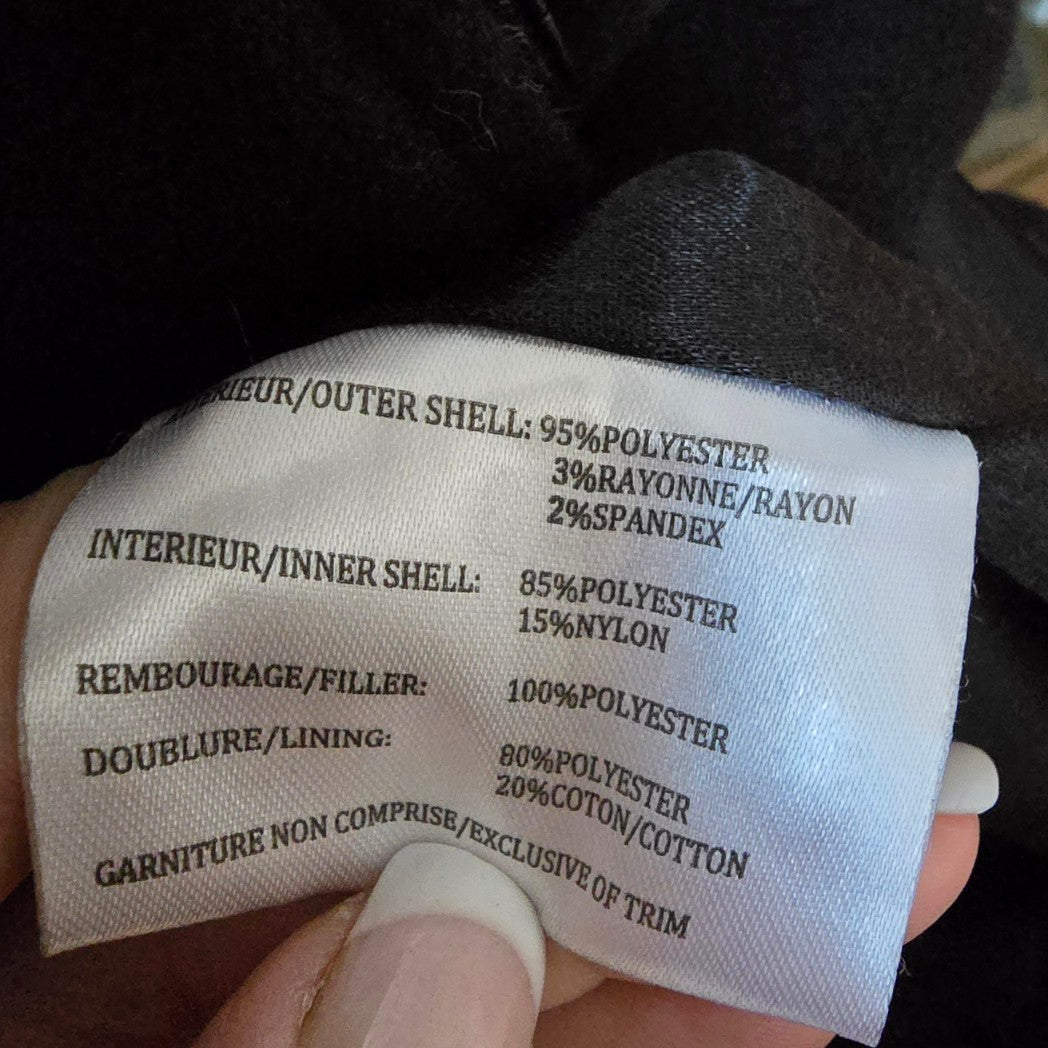 EXTERIEUR/OUTER SHELL: 95%POLYESTER
3%RAYONNE/RAYON
2%SPANDEX
INTERIEUR/INNER SHELL: 85%POLYESTER
15%NYLON
REMBOURAGE/FILLER: 100%POLYESTER
DOUBLURE/LINING: 80%POLYESTER
20%COTON/COTTON
GARNITURE NON COMPRISE/EXCLUSIVE OF TRIM